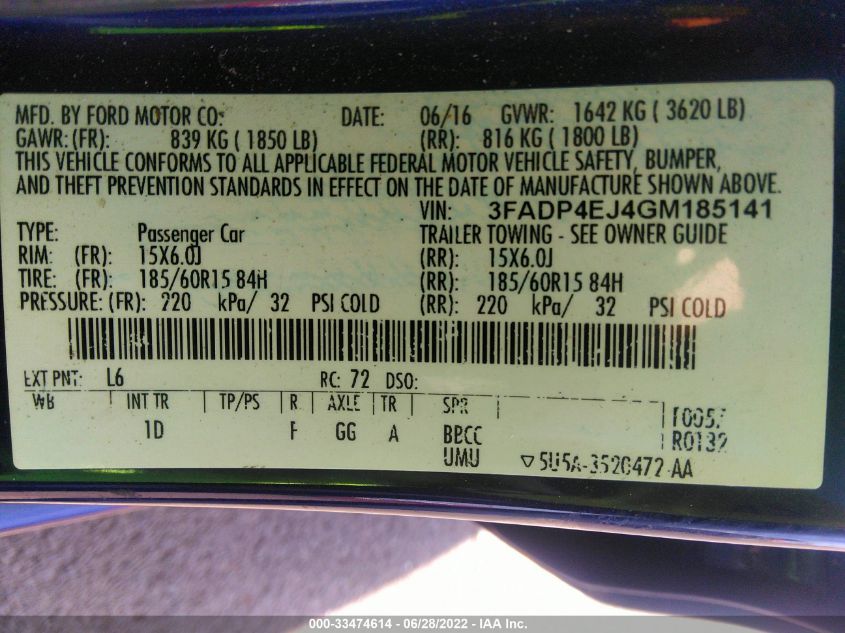 MFD. BY FORD MOTOR CO: DATE: 06/16 GVWR: 1642 KG ( 3620 LB)
GAWR:(FR): 839 KG ( 1850 LB) (RR): 816 KG ( 1800 LB)
THIS VEHICLE CONFORMS TO ALL APPLICABLE FEDERAL MOTOR VEHICLE SAFETY, BUMPER,
AND THEFT PREVENTION STANDARDS IN EFFECT ON THE DATE OF MANUFACTURE SHOWN ABOVE.
VIN: 3FADP4EJ4GM185141
TYPE: Passenger Car TRAILER TOWING - SEE OWNER GUIDE
RIM: (FR): 15X6.0J (RR): 15X6.0J
TIRE: (FR): 185/60R15 84H (RR): 185/60R15 84H
PRESSURE: (FR): 220 kPa/ 32 PSI COLD (RR): 220 kPa/ 32 PSI COLD
EXT PNT: L6 RC: 72 DSO:
WB INT TR TP/PS R AXLE TR SPR
1D F GG A BBCC
UMU
R0132
▽5U5A-3520472-AA
000-33474614 - 06/28/2022 - IAA Inc.